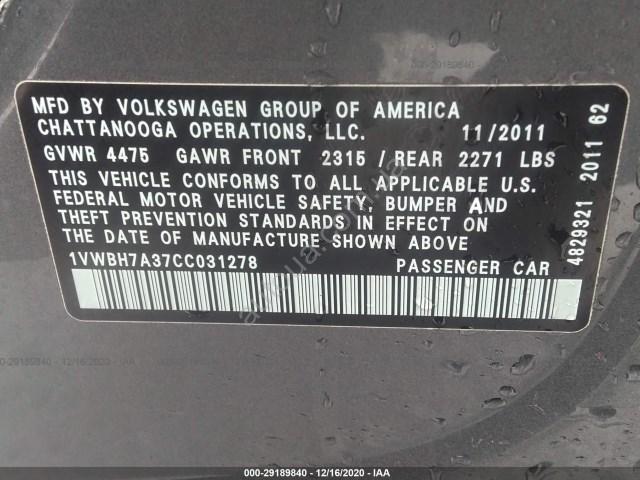 MFD BY VOLKSWAGEN GROUP OF AMERICA
CHATTANOOGA OPERATIONS, LLC. 11/2011
GVWR 4475 GAWR FRONT 2315 / REAR 2271 LBS
THIS VEHICLE CONFORMS TO ALL APPLICABLE U.S.
FEDERAL MOTOR VEHICLE SAFETY, BUMPER AND
THEFT PREVENTION STANDARDS IN EFFECT ON
THE DATE OF MANUFACTURE SHOWN ABOVE
1VWBH7A37CC031278 PASSENGER CAR
4829321 2011 62
000-29189840 - 12/16/2020 - IAA